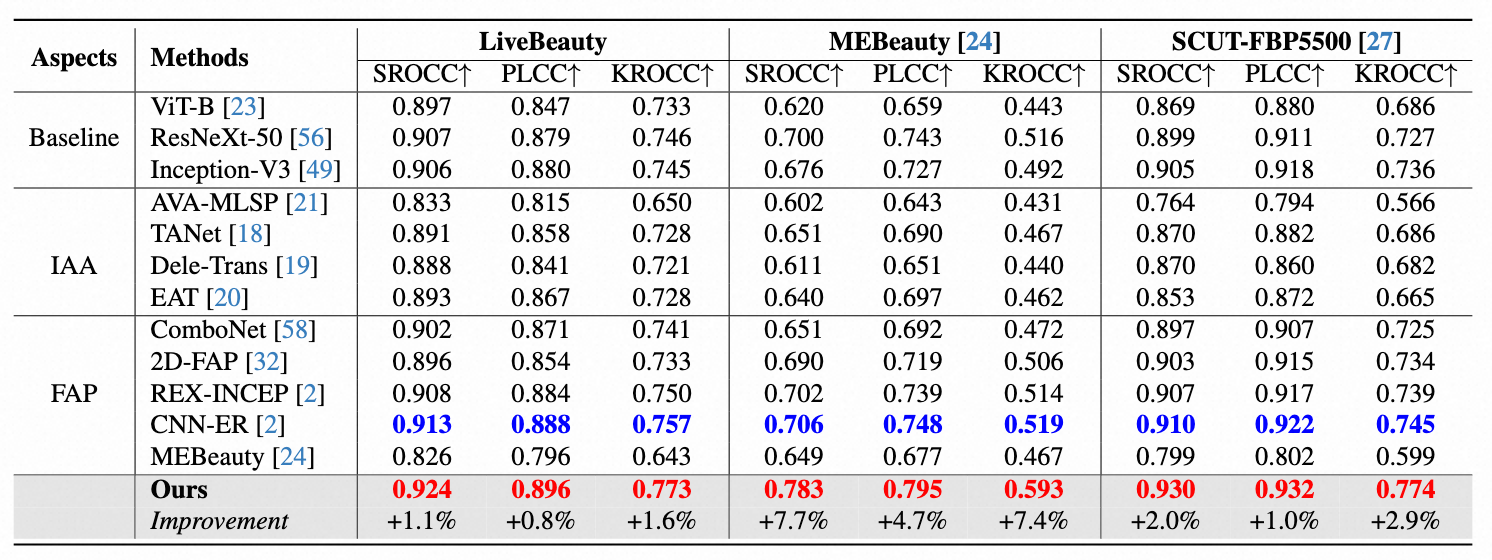 Aspects Methods LiveBeauty MEBeauty [24] SCUT-FBP5500 [27]
SROCC↑ PLCC↑ KROCC↑ SROCC↑ PLCC↑ KROCC↑ SROCC↑ PLCC↑ KROCC↑
ViT-B [23] 0.897 0.847 0.733 0.620 0.659 0.443 0.869 0.880 0.686
Baseline ResNeXt-50 [56] 0.907 0.879 0.746 0.700 0.743 0.516 0.899 0.911 0.727
Inception-V3 [49] 0.906 0.880 0.745 0.676 0.727 0.492 0.905 0.918 0.736
AVA-MLSP [21] 0.833 0.815 0.650 0.602 0.643 0.431 0.764 0.794 0.566
TANet [18] 0.891 0.858 0.728 0.651 0.690 0.467 0.870 0.882 0.686
IAA Dele-Trans [19] 0.888 0.841 0.721 0.611 0.651 0.440 0.870 0.860 0.682
EAT [20] 0.893 0.867 0.728 0.640 0.697 0.462 0.853 0.872 0.665
ComboNet [58] 0.902 0.871 0.741 0.651 0.692 0.472 0.897 0.907 0.725
2D-FAP [32] 0.896 0.854 0.733 0.690 0.719 0.506 0.903 0.915 0.734
FAP REX-INCEP [2] 0.908 0.884 0.750 0.702 0.739 0.514 0.907 0.917 0.739
CNN-ER [2] 0.913 0.888 0.757 0.706 0.748 0.519 0.910 0.922 0.745
MEBeauty [24] 0.826 0.796 0.643 0.649 0.677 0.467 0.799 0.802 0.599
Ours 0.924 0.896 0.773 0.783 0.795 0.593 0.930 0.932 0.774
Improvement +1.1% +0.8% +1.6% +7.7% +4.7% +7.4% +2.0% +1.0% +2.9%